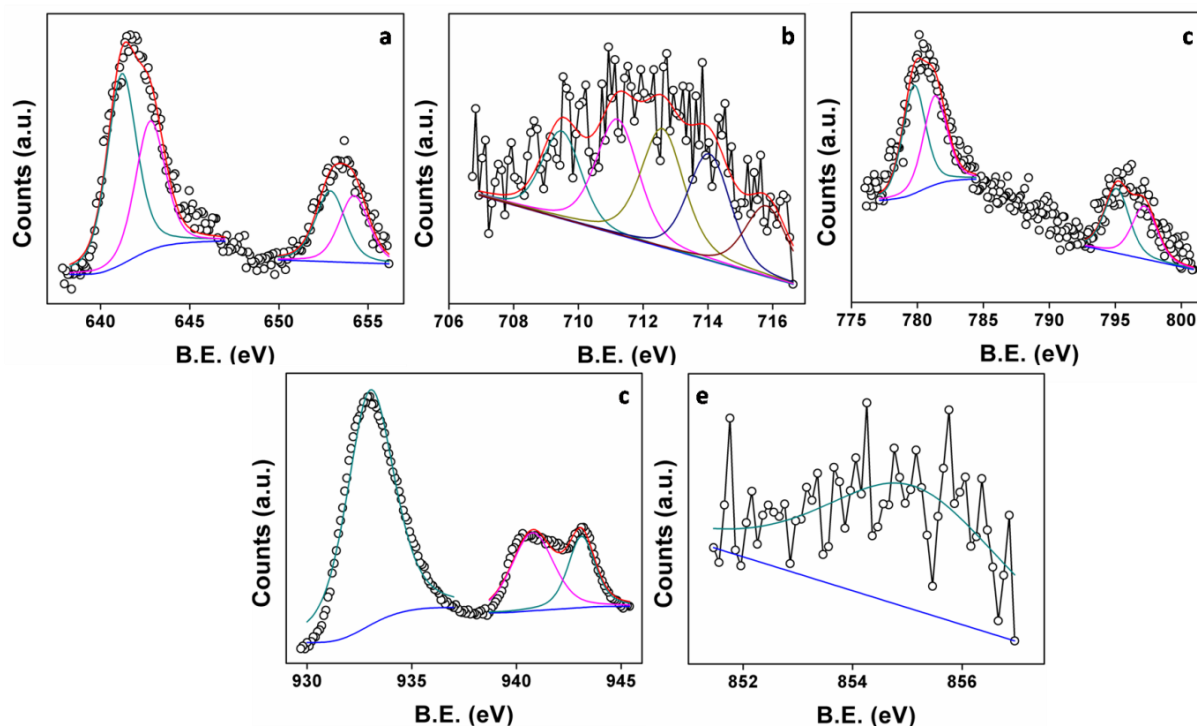 a
Counts (a.u.)
640 645 650 655
B.E. (eV)
b
Counts (a.u.)
706 708 710 712 714 716
B.E. (eV)
c
Counts (a.u.)
775 780 785 790 795 800
B.E. (eV)
c
Counts (a.u.)
930 935 940 945
B.E. (eV)
e
Counts (a.u.)
852 854 856
B.E. (eV)